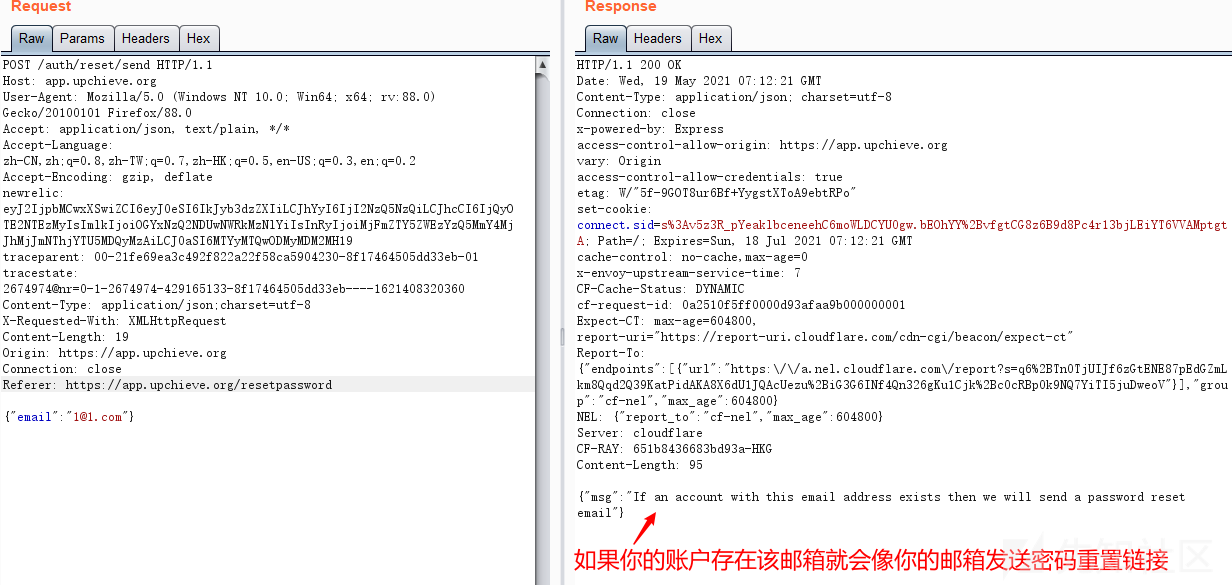 Request
Raw Params Headers Hex
POST /auth/reset/send HTTP/1.1
Host: app.upchieve.org
User-Agent: Mozilla/5.0 (Windows NT 10.0; Win64; x64; rv:88.0)
Gecko/20100101 Firefox/88.0
Accept: application/json, text/plain, */*
Accept-Language:
zh-CN,zh;q=0.8,zh-TW;q=0.7,zh-HK;q=0.5,en-US;q=0.3,en;q=0.2
Accept-Encoding: gzip, deflate
newrelic:
eyJ2IjpbMCwxXSwiZCI6eyJ0eSI6IkJyb3dzZXIiLCJhYyI6IjI2NzQ5NzQiLCJhcCI6IjQyO
TE2NTEzMyIsImlkIjoiOGYxNzQ2NDUwNWRkMzNlYiIsInRyIjoiMjFmZTY5ZWEzYzQ5MmY4Mj
JhMjJmNThjYTU5MDQyMzAiLCJ0aSI6MTYyMTQwODMyMDM2MH19
traceparent: 00-21fe69ea3c492f822a22f58ca5904230-8f17464505dd33eb-01
tracestate:
2674974@nr=0-1-2674974-429165133-8f17464505dd33eb----1621408320360
Content-Type: application/json;charset=utf-8
X-Requested-With: XMLHttpRequest
Content-Length: 19
Origin: https://app.upchieve.org
Connection: close
Referer: https://app.upchieve.org/resetpassword
{"email":"1@1.com"}
Response
Raw Headers Hex
HTTP/1.1 200 OK
Date: Wed, 19 May 2021 07:12:21 GMT
Content-Type: application/json; charset=utf-8
Connection: close
x-powered-by: Express
access-control-allow-origin: https://app.upchieve.org
vary: Origin
access-control-allow-credentials: true
etag: W/"5f-9GOT8ur6Bf+YygstXToA9ebtRPo"
set-cookie:
connect.sid=s%3Av5z3R_pYeaklbceneehC6moWLDCYU0gw.bE0hYY%2BvfgtCG8z6B9d8Pc4r13bjLEiYT6VVAMptgt
A; Path=/; Expires=Sun, 18 Jul 2021 07:12:21 GMT
cache-control: no-cache,max-age=0
x-envoy-upstream-service-time: 7
CF-Cache-Status: DYNAMIC
cf-request-id: 0a2510f5ff0000d93afaa9b000000001
Expect-CT: max-age=604800,
report-uri="https://report-uri.cloudflare.com/cdn-cgi/beacon/expect-ct"
Report-To:
{"endpoints":[{"url":"https:\/\/a.nel.cloudflare.com\/report?s=q6%2BTn0TjUIJf6zGtENE87pEdGZmL
km8Qqd2Q39KatPidAKA8X6dU1JQAcUezu%2BiG3G6INf4Qn326gKu1Cjk%2Bc0cRBp0k9NQ7YiTI5juDweoV"}],"grou
p":"cf-nel","max_age":604800}
NEL: {"report_to":"cf-nel","max_age":604800}
Server: cloudflare
CF-RAY: 651b8436683bd93a-HKG
Content-Length: 95
{"msg":"If an account with this email address exists then we will send a password reset
email"}
如果你的账户存在该邮箱就会像你的邮箱发送密码重置链接